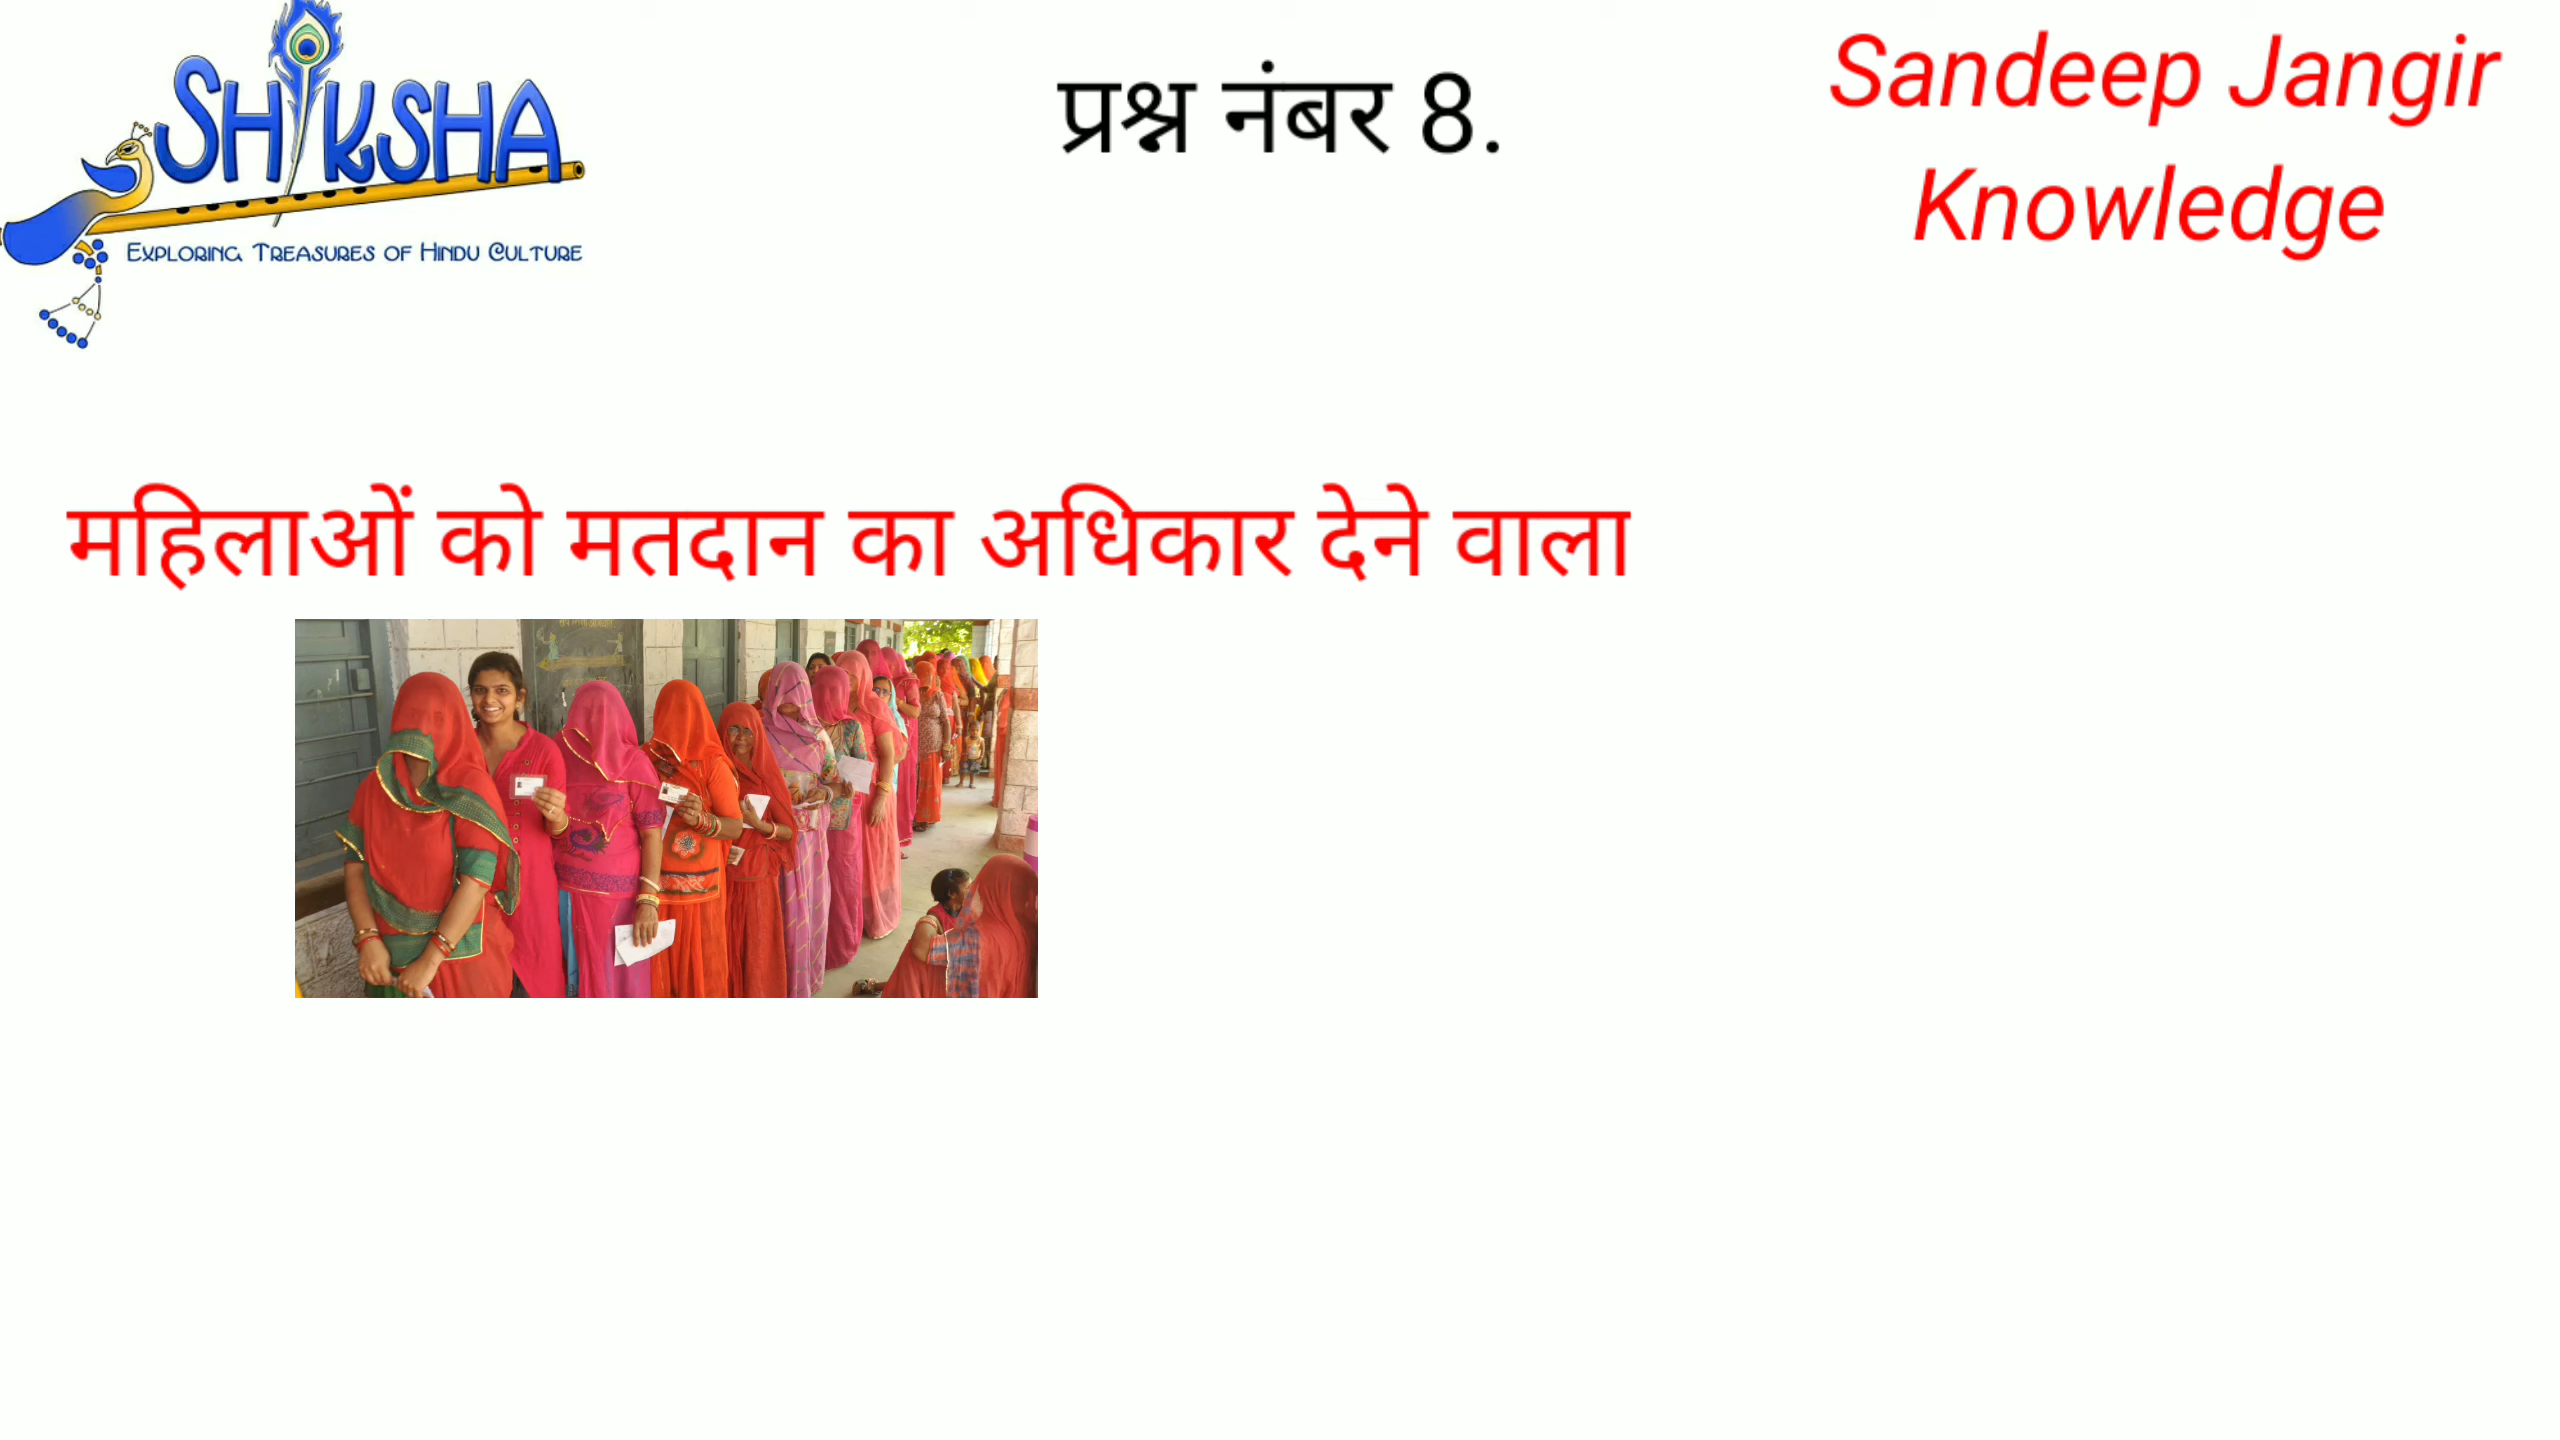 SHIKSHA
EXPLORING TREASURES OF HINDU CULTURE
प्रश्न नंबर 8.
Sandeep Jangir
Knowledge
महिलाओं को मतदान का अधिकार देने वाला